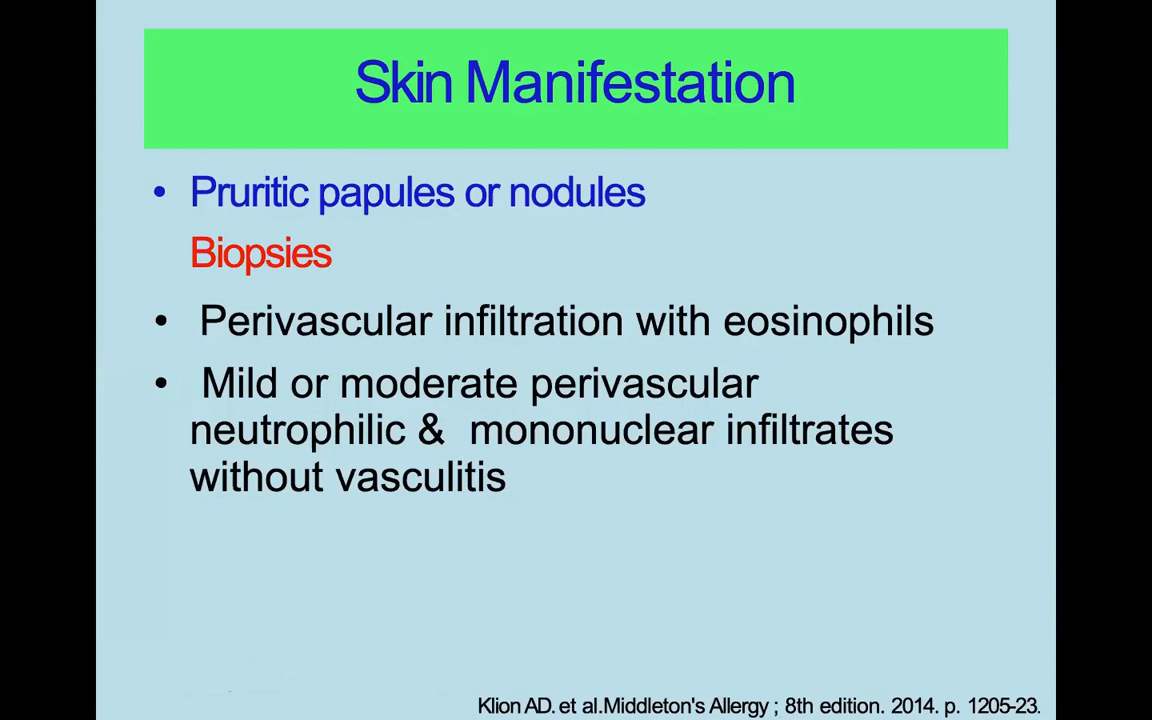 Skin Manifestation
• Pruritic papules or nodules
Biopsies
• Perivascular infiltration with eosinophils
• Mild or moderate perivascular
neutrophilic & mononuclear infiltrates
without vasculitis
Klion AD. et al.Middleton's Allergy ; 8th edition. 2014. p. 1205-23.